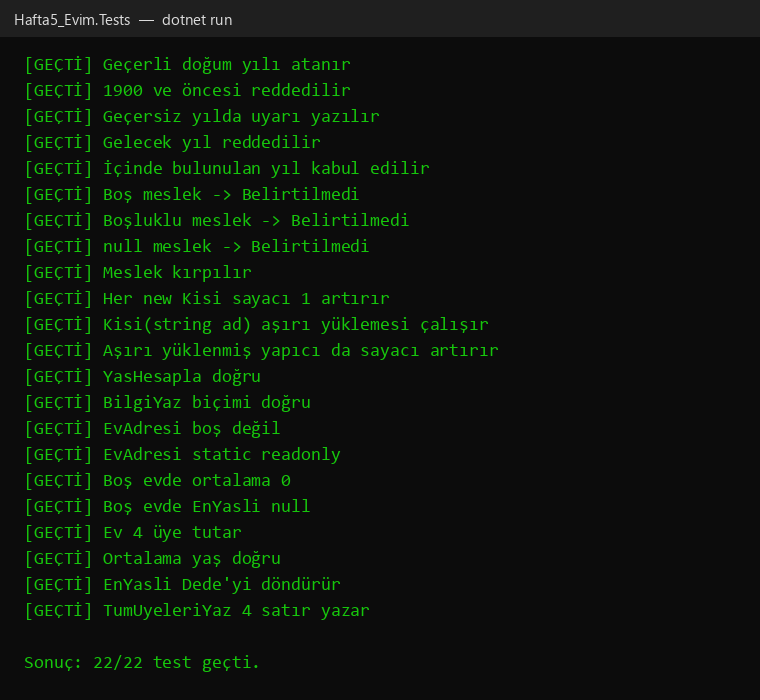 Hafta5_Evim.Tests — dotnet run
[GEÇTİ] Geçerli doğum yılı atanır
[GEÇTİ] 1900 ve öncesi reddedilir
[GEÇTİ] Geçersiz yılda uyarı yazılır
[GEÇTİ] Gelecek yıl reddedilir
[GEÇTİ] İçinde bulunulan yıl kabul edilir
[GEÇTİ] Boş meslek -> Belirtilmedi
[GEÇTİ] Boşluklu meslek -> Belirtilmedi
[GEÇTİ] null meslek -> Belirtilmedi
[GEÇTİ] Meslek kırpılır
[GEÇTİ] Her new Kisi sayacı 1 artırır
[GEÇTİ] Kisi(string ad) aşırı yüklemesi çalışır
[GEÇTİ] Aşırı yüklenmiş yapıcı da sayacı artırır
[GEÇTİ] YasHesapla doğru
[GEÇTİ] BilgiYaz biçimi doğru
[GEÇTİ] EvAdresi boş değil
[GEÇTİ] EvAdresi static readonly
[GEÇTİ] Boş evde ortalama 0
[GEÇTİ] Boş evde EnYasli null
[GEÇTİ] Ev 4 üye tutar
[GEÇTİ] Ortalama yaş doğru
[GEÇTİ] EnYasli Dede'yi döndürür
[GEÇTİ] TumUyeleriYaz 4 satır yazar
Sonuç: 22/22 test geçti.